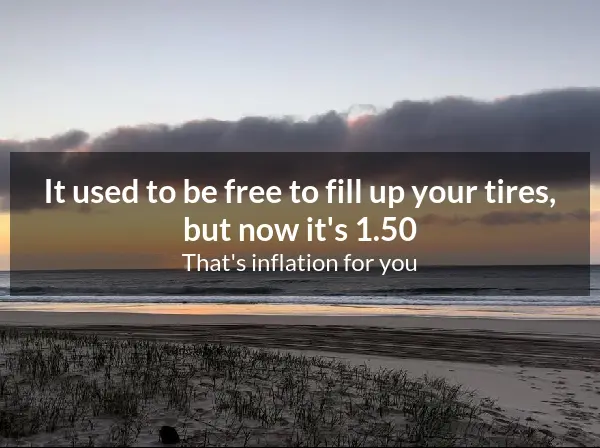 It used to be free to fill up your tires,
but now it's 1.50
That's inflation for you